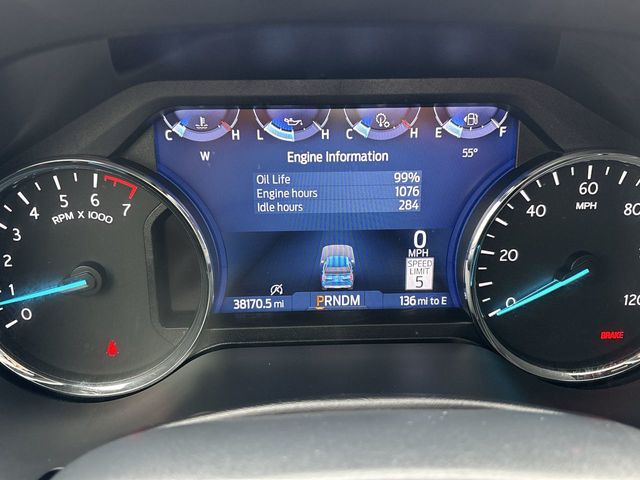 C H L H C H E F
W 55°
Engine Information
Oil Life 99%
Engine hours 1076
Idle hours 284
0
MPH
SPEED
LIMIT
5
38170.5 mi PRNDM 136 mi to E
0 1 2 3 4 5 6 7
RPM X 1000
0 20 40 60 80 120
MPH
BRAKE